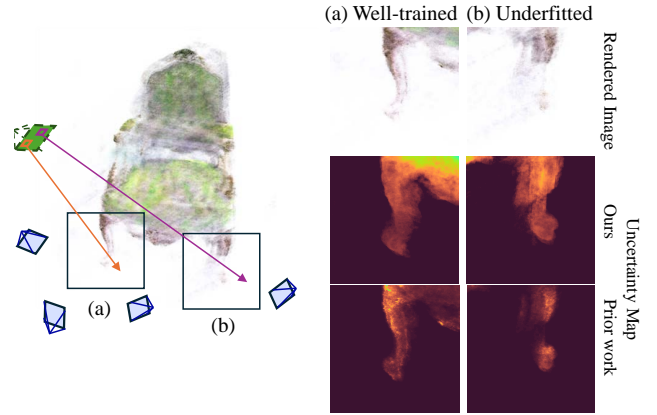 (a) Well-trained (b) Underfitted
Rendered Image
Ours
Uncertainty Map
Prior work
(a)
(b)